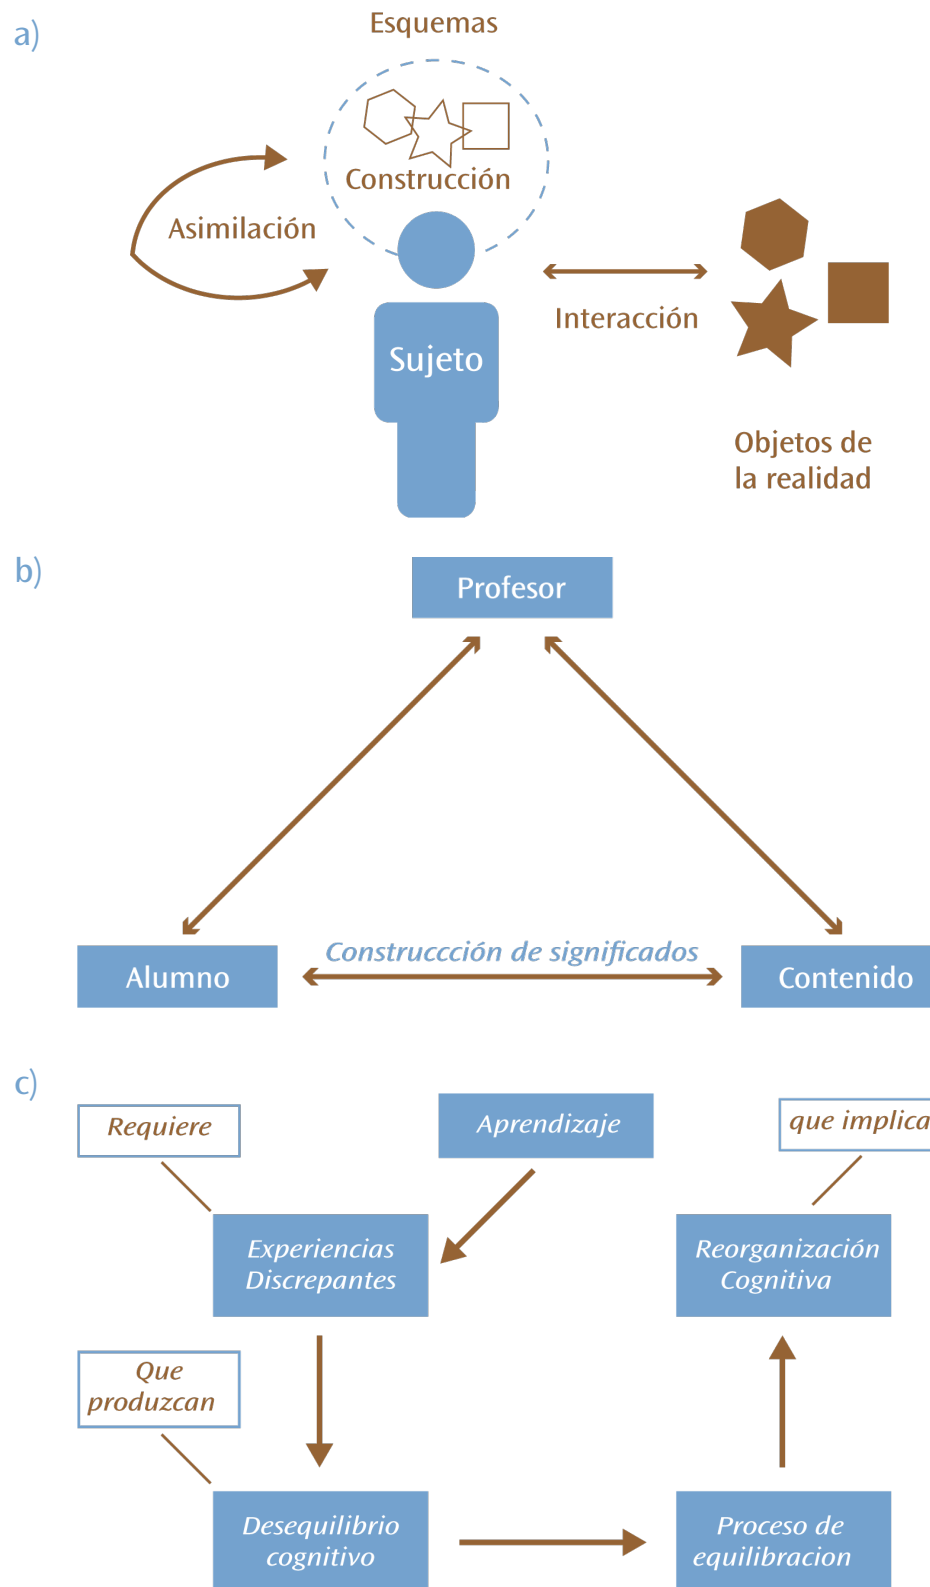 a)
Esquemas
Construcción
Asimilación
Sujeto
Interacción
Objetos de
la realidad
b)
Profesor
Construccción de significados
Alumno
Contenido
c)
Requiere
Aprendizaje
que implica
Experiencias
Discrepantes
Reorganización
Cognitiva
Que
produzcan
Desequilibrio
cognitivo
Proceso de
equilibracion